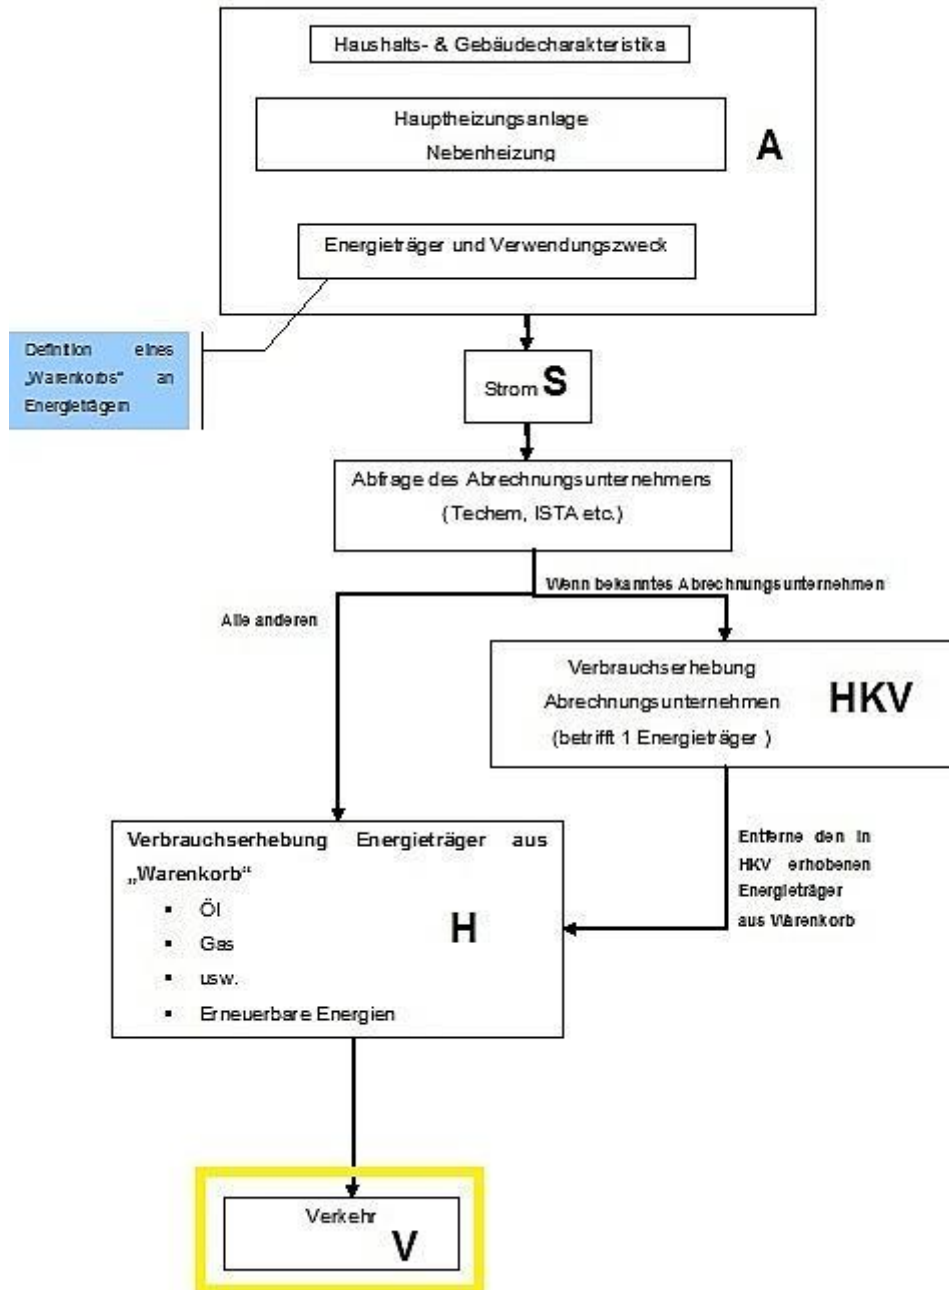 Haushalts- & Gebäudecharakteristika
Hauptheizungsanlage
Nebenheizung
A
Energieträger und Verwendungszweck
Definition eines
„Warenkorbs“ an
Energieträgern
Strom S
Abfrage des Abrechnungsunternehmens
(Techem, ISTA etc.)
Wenn bekanntes Abrechnungsunternehmen
Alle anderen
Verbrauchserhebung
Abrechnungsunternehmen
(betrifft 1 Energieträger )
HKV
Verbrauchserhebung Energieträger aus
„Warenkorb“
▪ Öl
▪ Gas
▪ usw.
▪ Erneuerbare Energien
H
Entferne den in
HKV erhobenen
Energieträger
aus Warenkorb
Verkehr
V